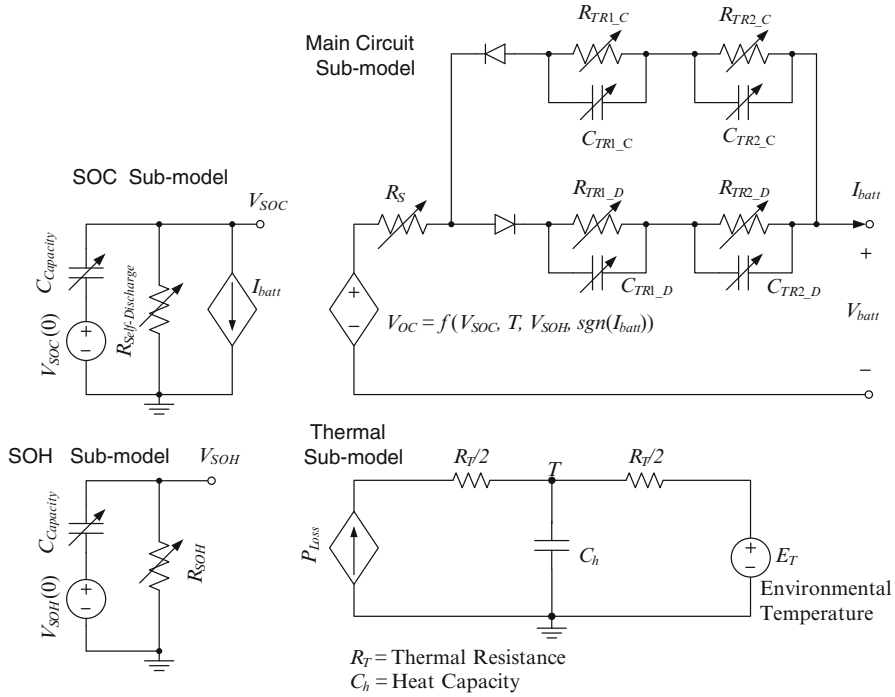 Main Circuit
Sub-model
R_TR1_C
R_TR2_C
C_TR1_C
C_TR2_C
SOC Sub-model
V_SOC
C_Capacity
V_SOC(0)
+
−
R_Self-Discharge
I_batt
R_S
R_TR1_D
R_TR2_D
C_TR1_D
C_TR2_D
I_batt
+
V_batt
−
+
−
V_OC = f(V_SOC, T, V_SOH, sgn(I_batt))
SOH Sub-model
V_SOH
C_Capacity
V_SOH(0)
+
−
R_SOH
Thermal
Sub-model
R_T/2
T
R_T/2
P_Loss
C_h
+
−
E_T
Environmental
Temperature
R_T = Thermal Resistance
C_h = Heat Capacity